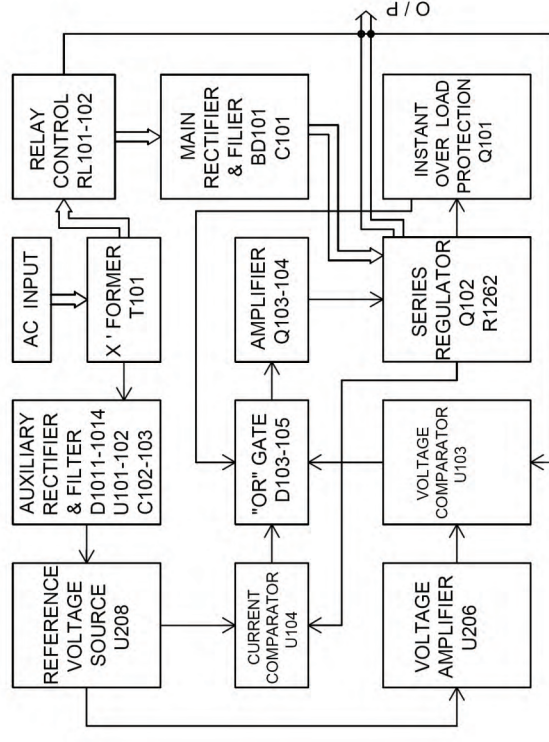 AC INPUT
X ' FORMER
T101
RELAY
CONTROL
RL101-102
AUXILIARY
RECTIFIER
& FILTER
D1011-1014
U101-102
C102-103
REFERENCE
VOLTAGE
SOURCE
U208
MAIN
RECTIFIER
& FILIER
BD101
C101
CURRENT
COMPARATOR
U104
"OR" GATE
D103-105
AMPLIFIER
Q103-104
VOLTAGE
AMPLIFIER
U206
VOLTAGE
COMPARATOR
U103
SERIES
REGULATOR
Q102
R1262
INSTANT
OVER LOAD
PROTECTION
Q101
O / P